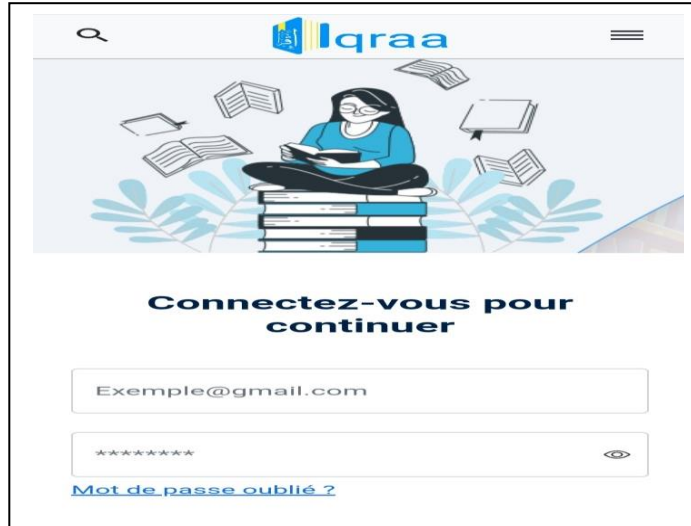 Iqraa
Connectez-vous pour
continuer
Exemple@gmail.com
********
Mot de passe oublié ?